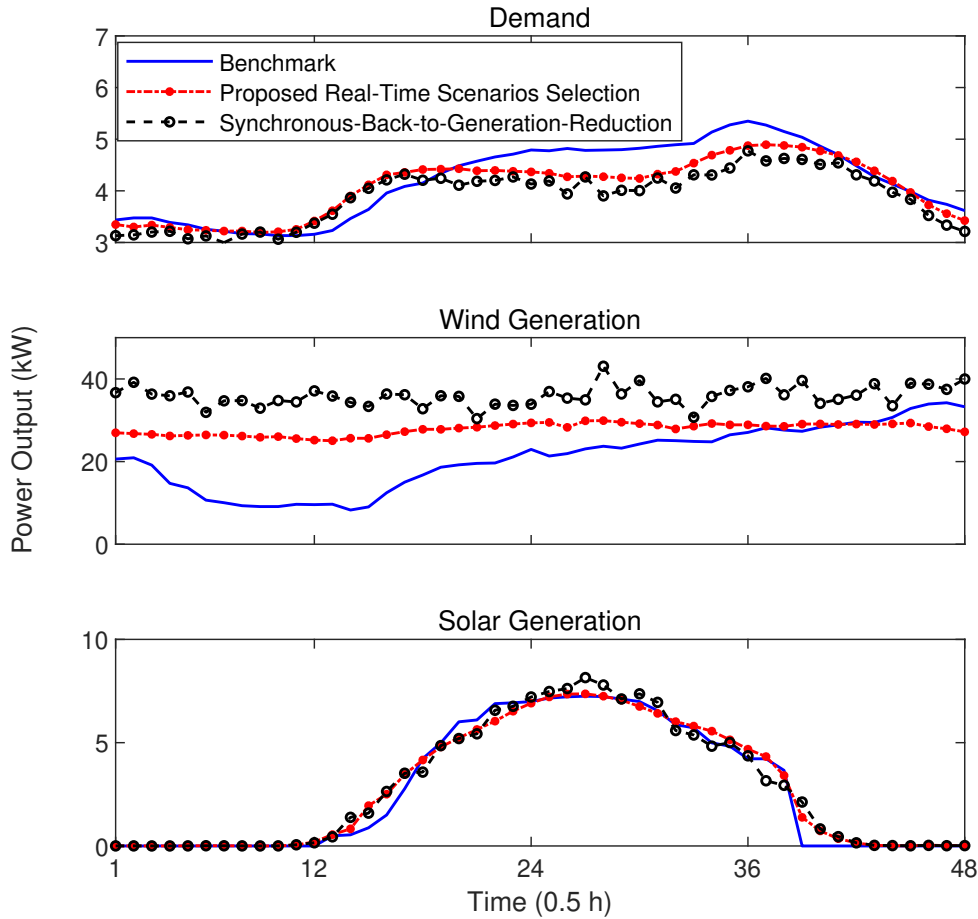 Demand
7
6
5
4
3
Benchmark
Proposed Real-Time Scenarios Selection
Synchronous-Back-to-Generation-Reduction
Power Output (kW)
Wind Generation
40
20
0
Solar Generation
10
5
0
1 12 24 36 48
Time (0.5 h)